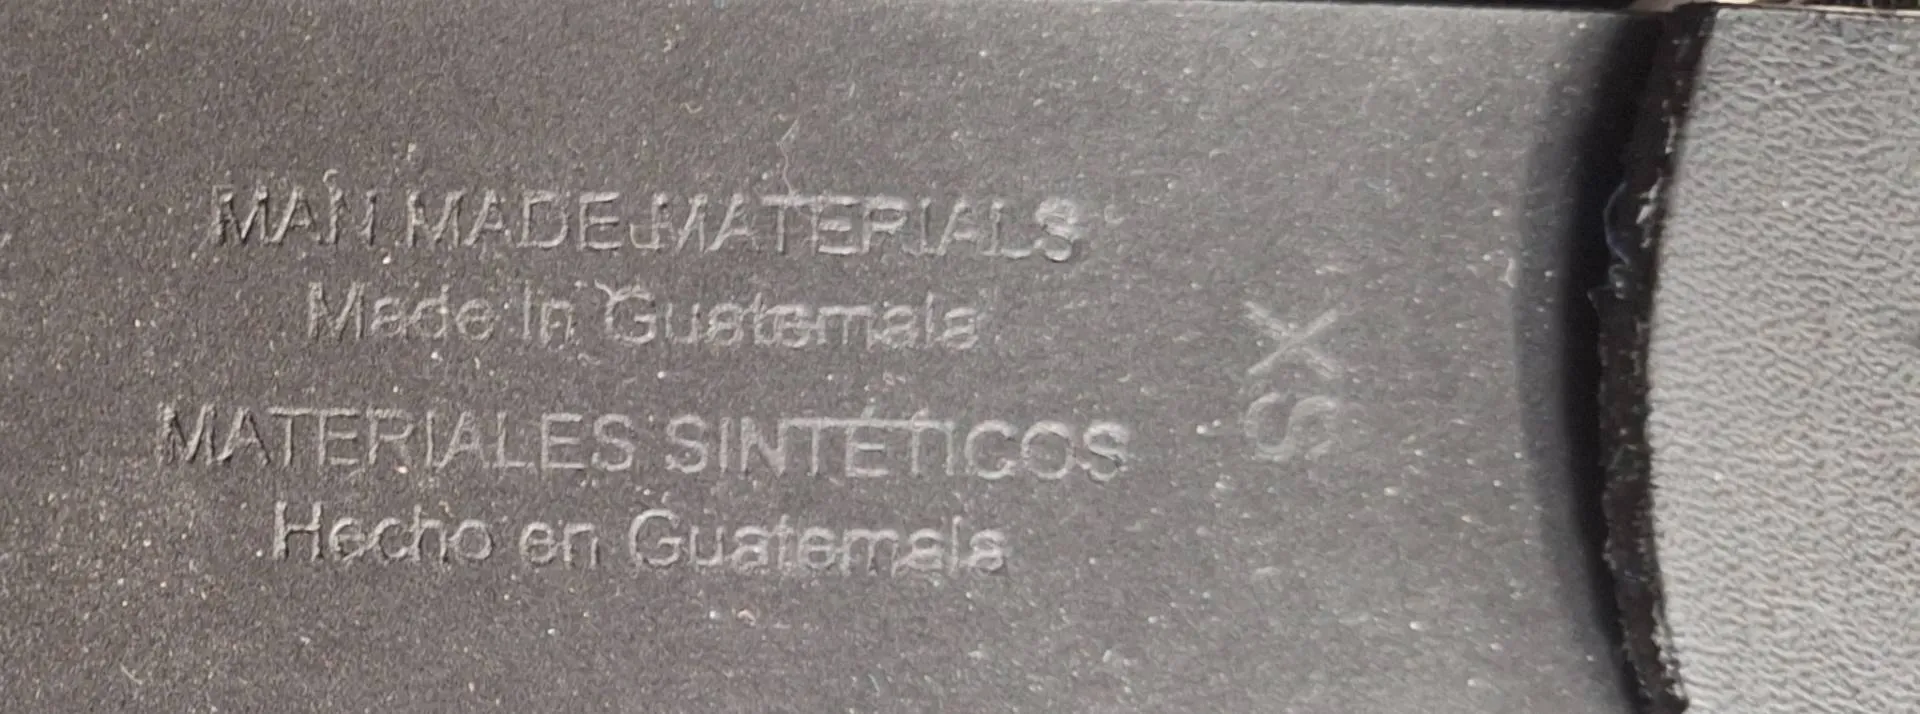 MAN MADE MATERIALS
Made In Guatemala
MATERIALES SINTÉTICOS
Hecho en Guatemala
XS